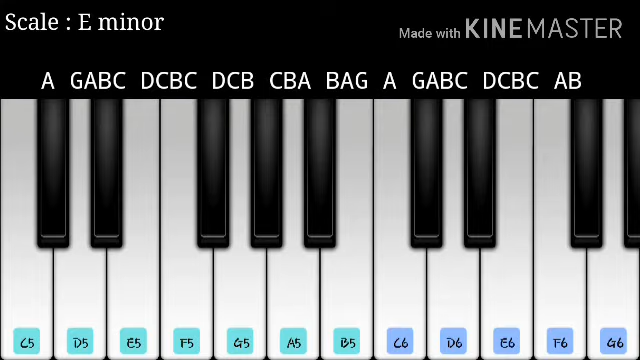 Scale : E minor
Made with KINEMASTER
A GABC DCBC DCB CBA BAG A GABC DCBC AB
C5 D5 E5 F5 G5 A5 B5 C6 D6 E6 F6 G6